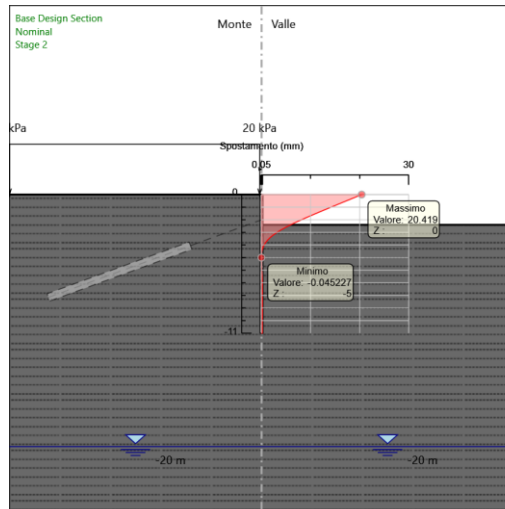 Base Design Section
Nominal
Stage 2
Monte
Valle
kPa
20 kPa
Spostamento (mm)
0,05
30
0
Massimo
Valore: 20.419
Z : 0
Minimo
Valore: -0.045227
Z : -5
-11
-20 m
-20 m